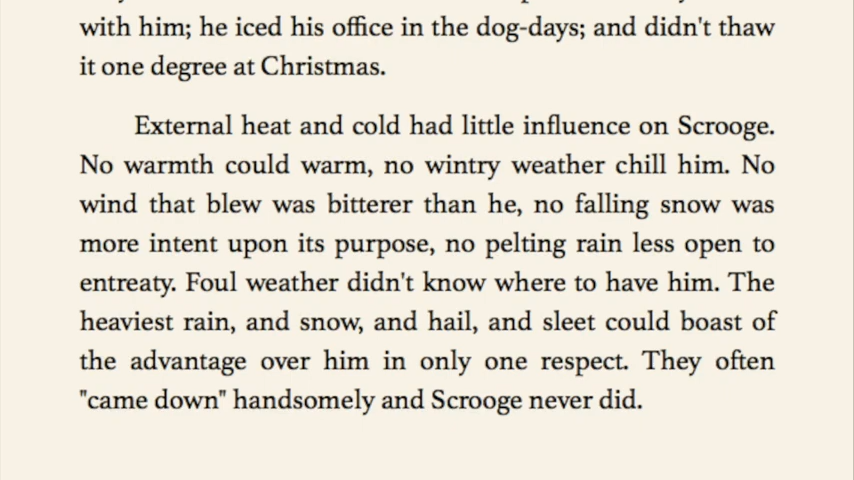 with him; he iced his office in the dog-days; and didn't thaw
it one degree at Christmas.
External heat and cold had little influence on Scrooge.
No warmth could warm, no wintry weather chill him. No
wind that blew was bitterer than he, no falling snow was
more intent upon its purpose, no pelting rain less open to
entreaty. Foul weather didn't know where to have him. The
heaviest rain, and snow, and hail, and sleet could boast of
the advantage over him in only one respect. They often
"came down" handsomely and Scrooge never did.